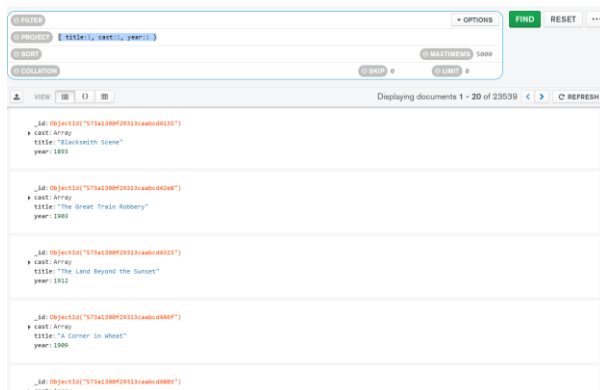 FILTER OPTIONS FIND RESET ...
PROJECT { title:1, cast:1, year:1 }
SORT MAXTIMEMS 5000
COLLATION SKIP 0 LIMIT 0
VIEW {} Displaying documents 1 - 20 of 23539 < > REFRESH
_id: ObjectId("573a1390f29313caabcd4135")
cast: Array
title: "Blacksmith Scene"
year: 1893
_id: ObjectId("573a1390f29313caabcd42e8")
cast: Array
title: "The Great Train Robbery"
year: 1903
_id: ObjectId("573a1390f29313caabcd4323")
cast: Array
title: "The Land Beyond the Sunset"
year: 1912
_id: ObjectId("573a1390f29313caabcd446f")
cast: Array
title: "A Corner in Wheat"
year: 1909
_id: ObjectId("573a1390f29313caabcd4803")